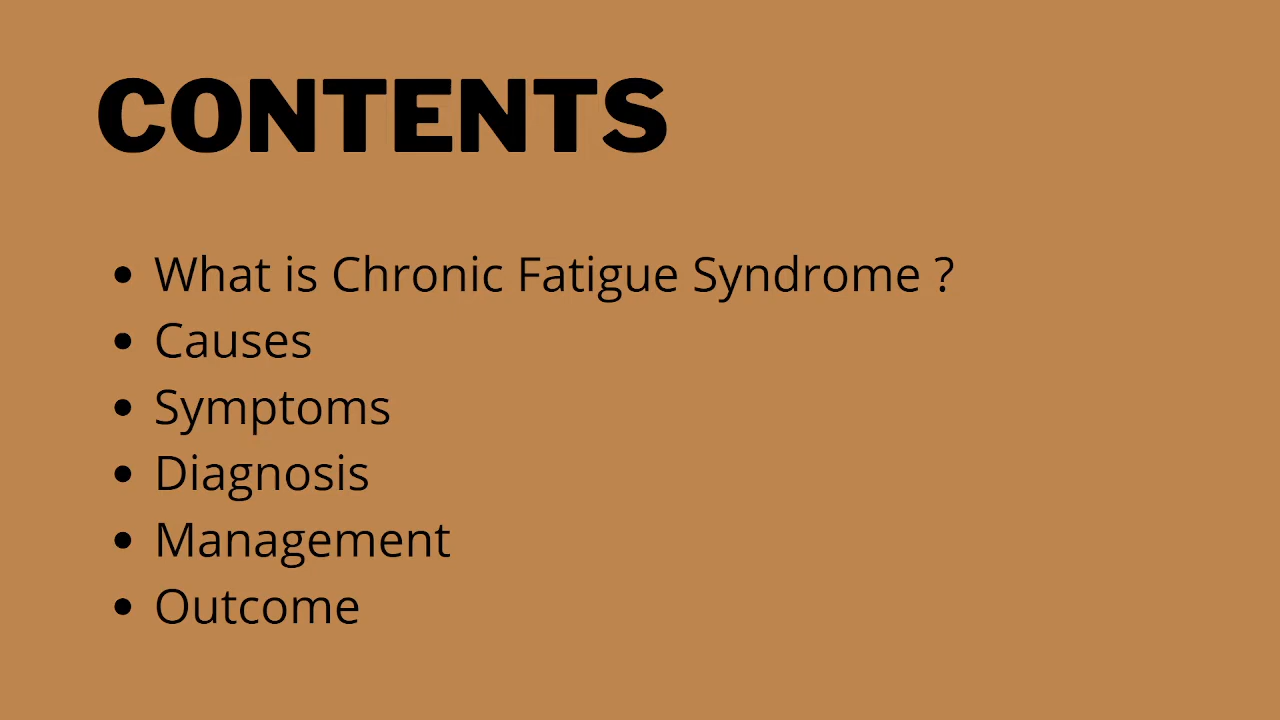 CONTENTS
• What is Chronic Fatigue Syndrome ?
• Causes
• Symptoms
• Diagnosis
• Management
• Outcome